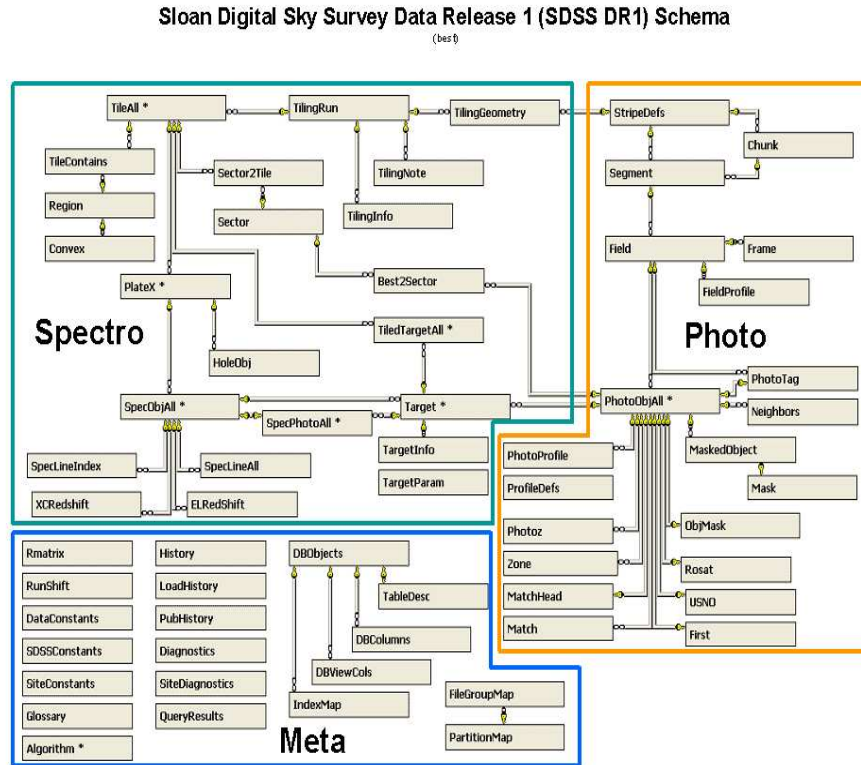 Sloan Digital Sky Survey Data Release 1 (SDSS DR1) Schema
(best)
TileAll *
TilingRun
TilingGeometry
StripeDefs
Chunk
TileContains
Sector2Tile
TilingNote
Segment
Region
Sector
TilingInfo
Convex
Field
Frame
PlateX *
Best2Sector
FieldProfile
Spectro
TiledTargetAll *
Photo
HoleObj
PhotoTag
SpecObjAll *
Target *
PhotoObjAll *
Neighbors
SpecPhotoAll *
TargetInfo
PhotoProfile
MaskedObject
SpecLineIndex
SpecLineAll
TargetParam
ProfileDefs
Mask
XCRedshift
ELRedShift
Photoz
ObjMask
Zone
Rosat
MatchHead
USNO
Match
First
Rmatrix
History
DBObjects
RunShift
LoadHistory
TableDesc
DataConstants
PubHistory
DBColumns
SDSSConstants
Diagnostics
DBViewCols
SiteConstants
SiteDiagnostics
IndexMap
FileGroupMap
Glossary
QueryResults
Meta
PartitionMap
Algorithm *